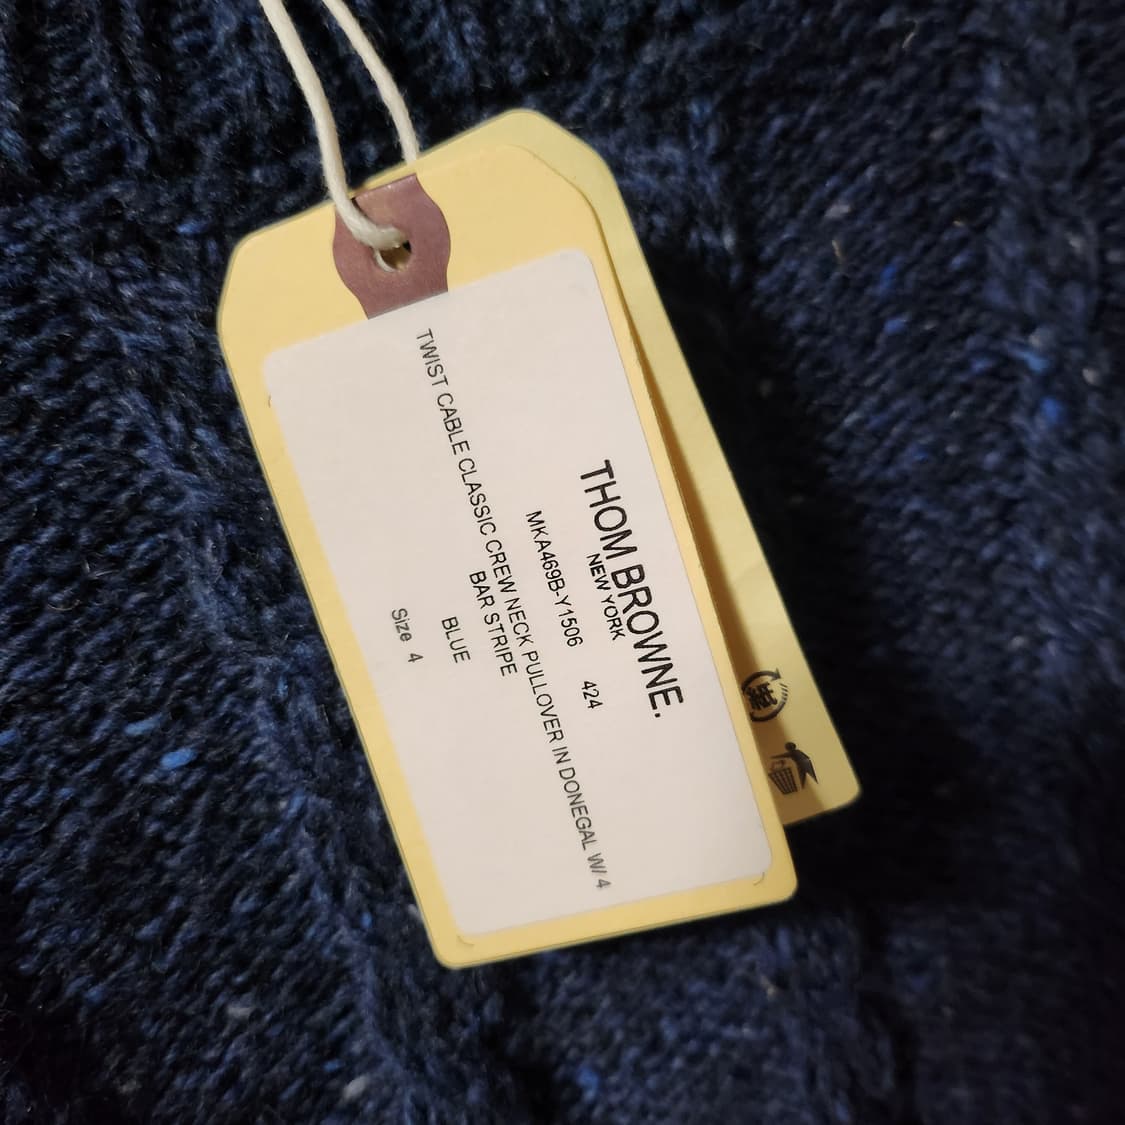 THOM BROWNE.
NEW YORK
MKA469B-Y1506 424
TWIST CABLE CLASSIC CREW NECK PULLOVER IN DONEGAL W/ 4
BAR STRIPE
BLUE
Size 4